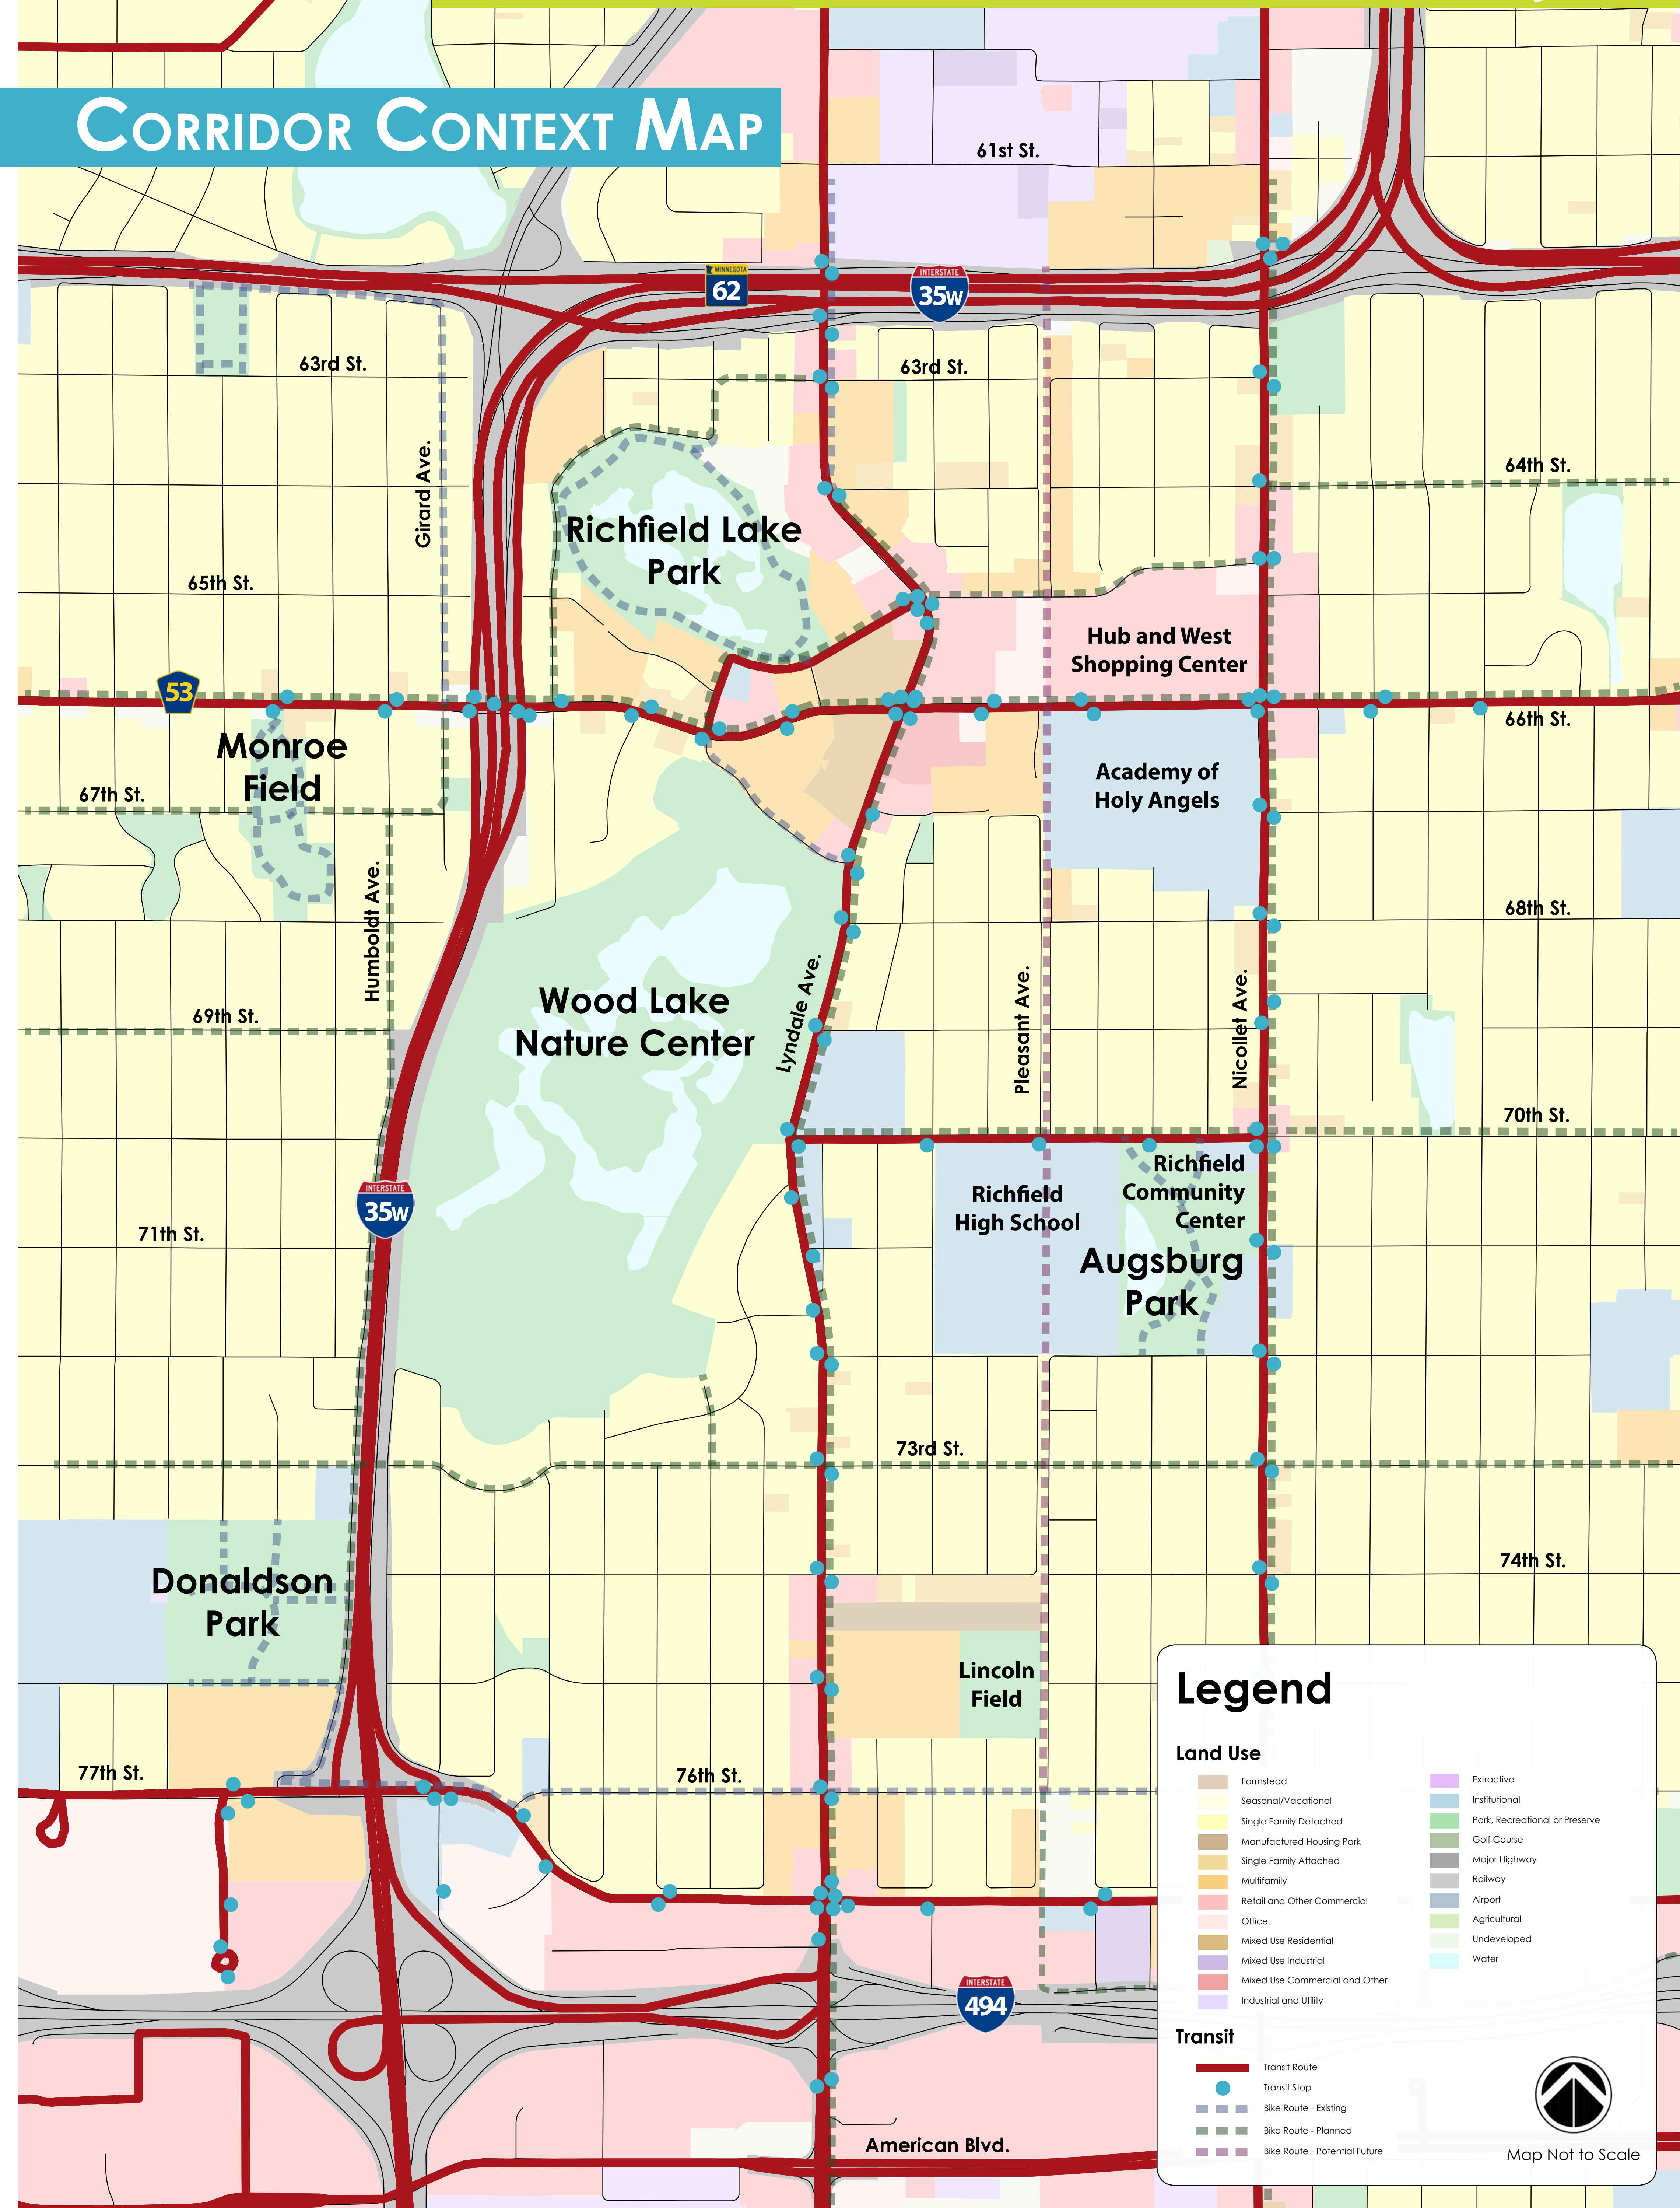 CORRIDOR CONTEXT MAP
61st St.
MINNESOTA
62
INTERSTATE
35W
63rd St.
63rd St.
Girard Ave.
64th St.
Richfield Lake
Park
65th St.
Hub and West
Shopping Center
53
66th St.
Monroe
Field
Academy of
Holy Angels
67th St.
Humboldt Ave.
68th St.
Lyndale Ave.
Pleasant Ave.
Nicollet Ave.
Wood Lake
Nature Center
69th St.
70th St.
INTERSTATE
35W
Richfield
High School
Richfield
Community
Center
71th St.
Augsburg
Park
73rd St.
74th St.
Donaldson
Park
Lincoln
Field
77th St.
76th St.
INTERSTATE
494
American Blvd.
Legend
Land Use
Farmstead
Seasonal/Vacational
Single Family Detached
Manufactured Housing Park
Single Family Attached
Multifamily
Retail and Other Commercial
Office
Mixed Use Residential
Mixed Use Industrial
Mixed Use Commercial and Other
Industrial and Utility
Extractive
Institutional
Park, Recreational or Preserve
Golf Course
Major Highway
Railway
Airport
Agricultural
Undeveloped
Water
Transit
Transit Route
Transit Stop
Bike Route - Existing
Bike Route - Planned
Bike Route - Potential Future
Map Not to Scale